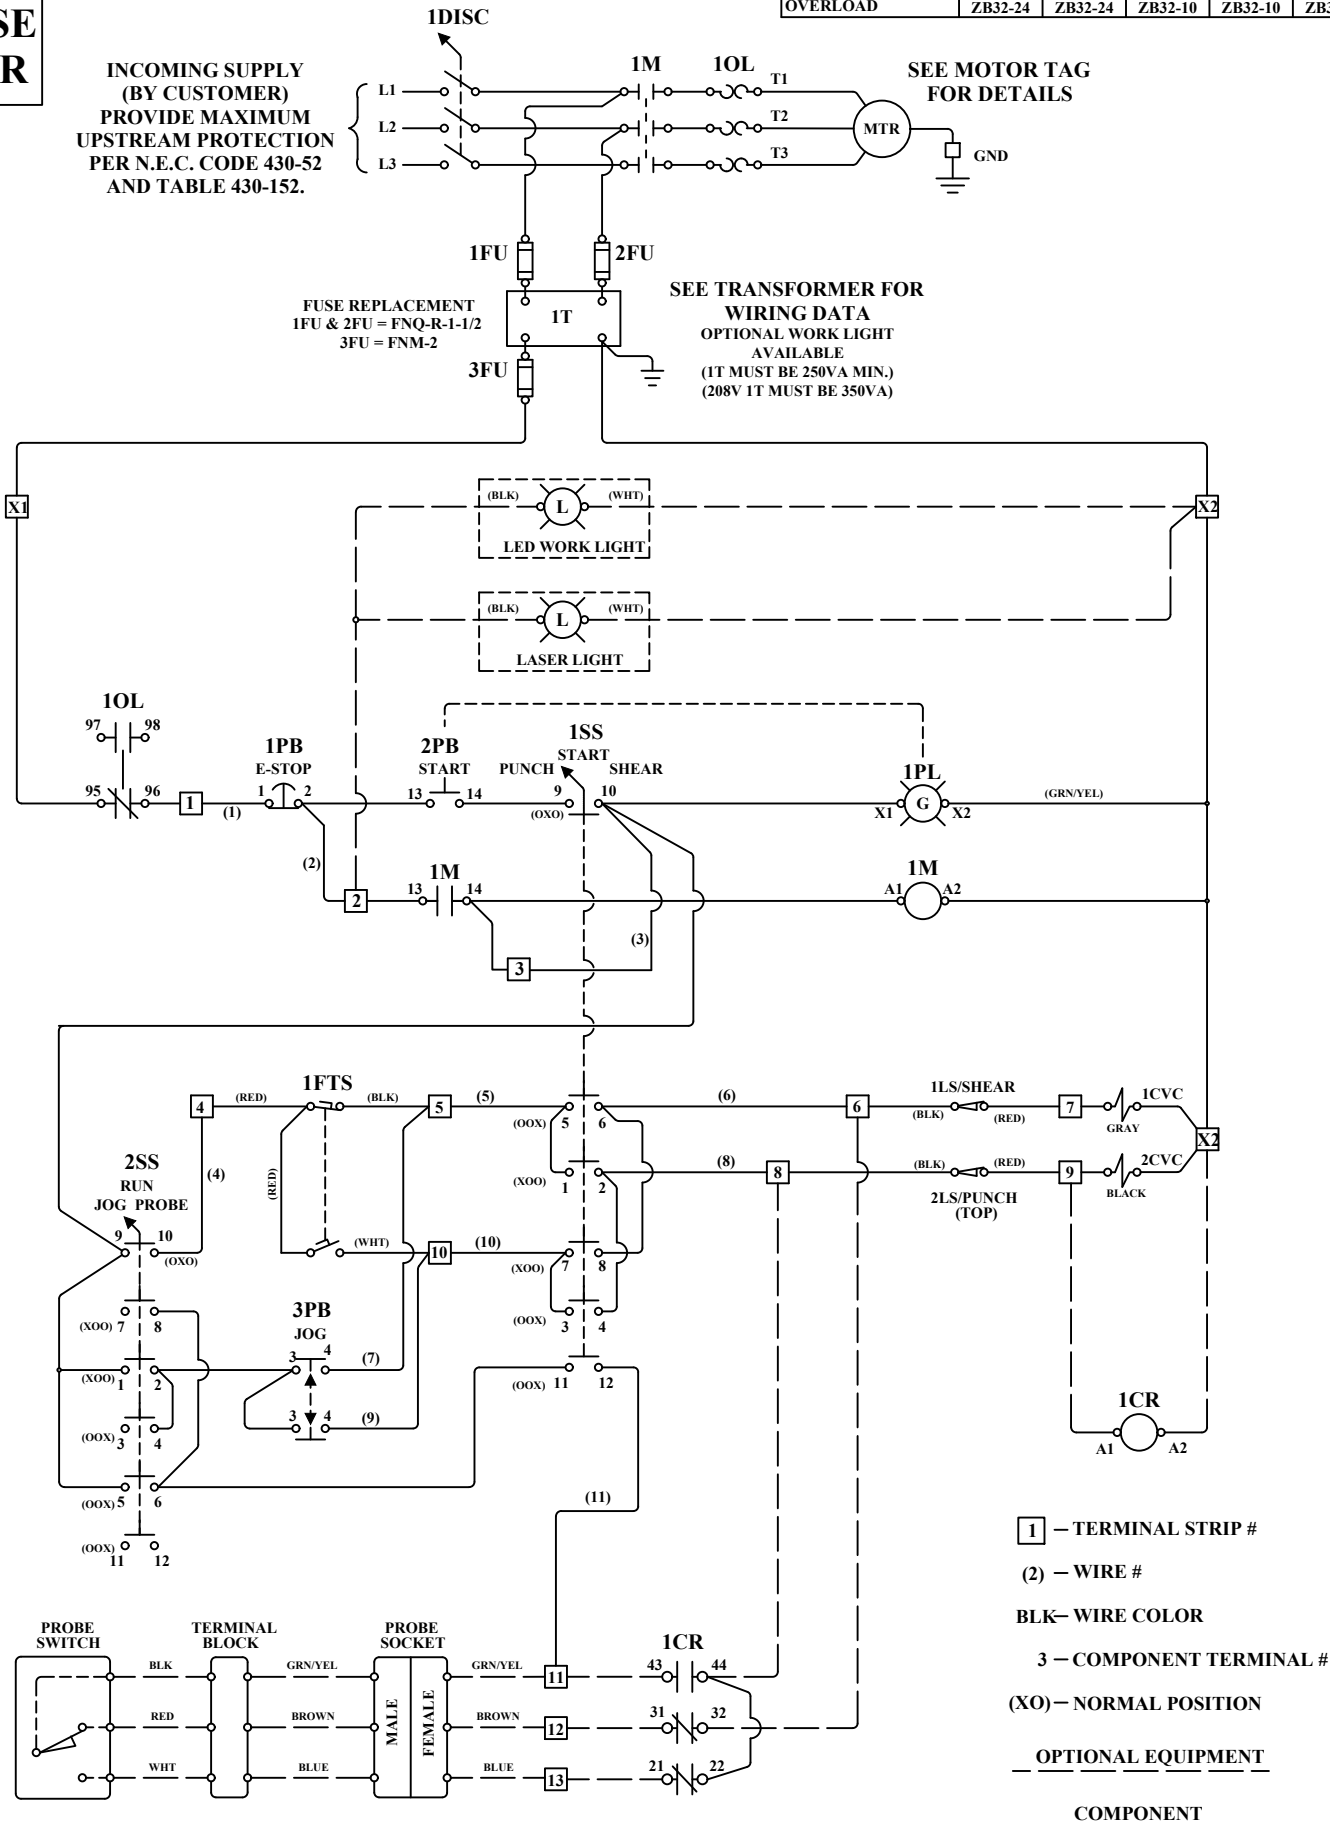 SE
R
OVERLOAD ZB32-24 ZB32-24 ZB32-10 ZB32-10
1DISC
INCOMING SUPPLY
(BY CUSTOMER)
PROVIDE MAXIMUM
UPSTREAM PROTECTION
PER N.E.C. CODE 430-52
AND TABLE 430-152.
L1
L2
L3
1M
1OL
T1
T2
T3
MTR
SEE MOTOR TAG
FOR DETAILS
GND
1FU
2FU
FUSE REPLACEMENT
1FU & 2FU = FNQ-R-1-1/2
3FU = FNM-2
1T
3FU
SEE TRANSFORMER FOR
WIRING DATA
OPTIONAL WORK LIGHT
AVAILABLE
(1T MUST BE 250VA MIN.)
(208V 1T MUST BE 350VA)
X1
(BLK) L (WHT)
LED WORK LIGHT
X2
(BLK) L (WHT)
LASER LIGHT
1OL
97 98
95 96
1
(1)
1PB
E-STOP
1 2
2PB
START
13 14
1SS
START
PUNCH SHEAR
9 10
(OXO)
1PL
X1 G X2
(GRN/YEL)
(2)
2
1M
13 14
(3)
3
1M
A1 A2
4
(RED)
1FTS
(BLK)
5
(5)
(OOX) 5 6
(6)
6
1LS/SHEAR
(BLK) (RED)
7
1CVC
GRAY
X2
(4)
(RED)
(XOO) 1 2
(8)
8
(BLK) (RED)
2LS/PUNCH
(TOP)
9
2CVC
BLACK
2SS
RUN
JOG PROBE
9 10
(OXO)
(WHT)
10
(10)
(XOO) 7 8
(XOO) 7 8
3PB
JOG
3 4
(7)
(OOX) 3 4
(XOO) 1 2
(OOX) 11 12
(OOX) 3 4
3 4
(9)
1CR
A1 A2
(OOX) 5 6
(11)
(OOX) 11 12
1 – TERMINAL STRIP #
(2) – WIRE #
BLK – WIRE COLOR
3 – COMPONENT TERMINAL #
(XO) – NORMAL POSITION
OPTIONAL EQUIPMENT
COMPONENT
PROBE
SWITCH
TERMINAL
BLOCK
PROBE
SOCKET
1CR
BLK GRN/YEL GRN/YEL 11 43 44
RED BROWN BROWN 12 31 32
WHT BLUE BLUE 13 21 22
MALE
FEMALE